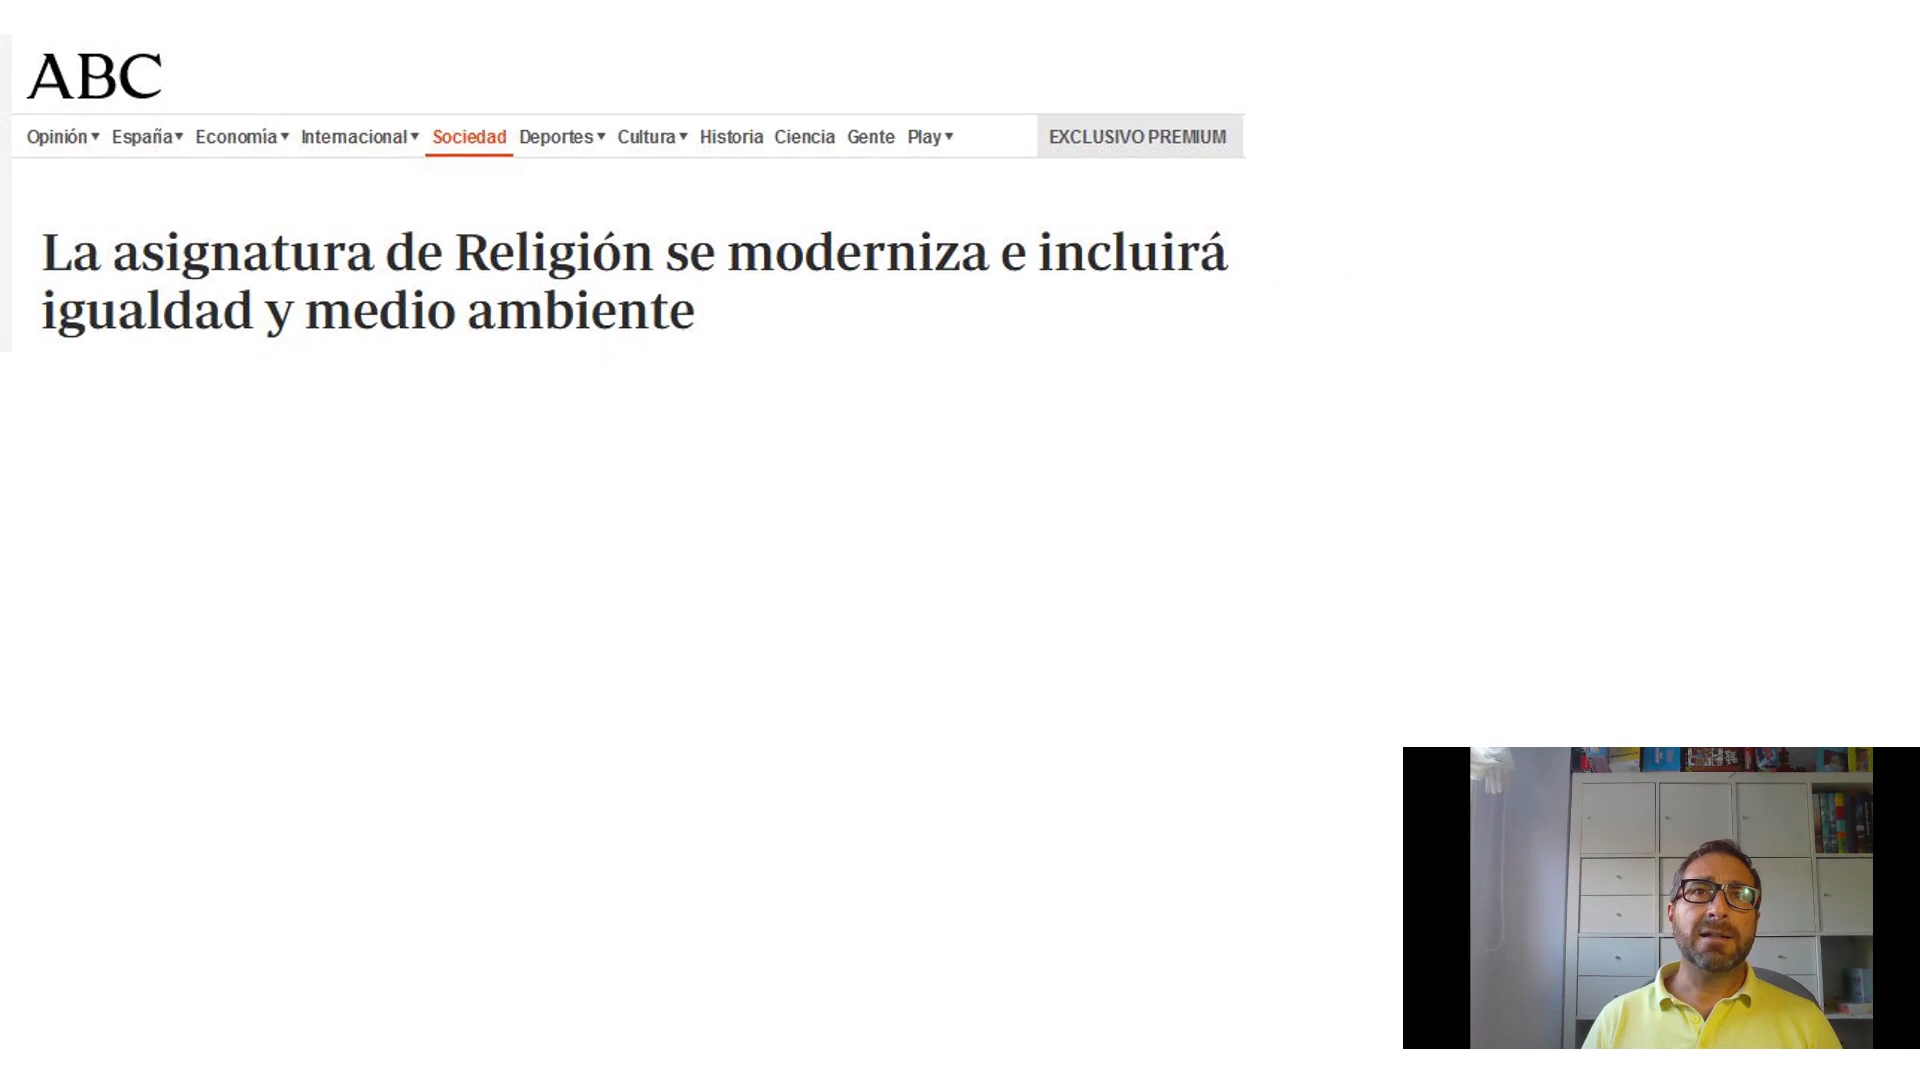 ABC
Opinión▾ España▾ Economía▾ Internacional▾ Sociedad Deportes▾ Cultura▾ Historia Ciencia Gente Play▾ EXCLUSIVO PREMIUM
La asignatura de Religión se moderniza e incluirá
igualdad y medio ambiente